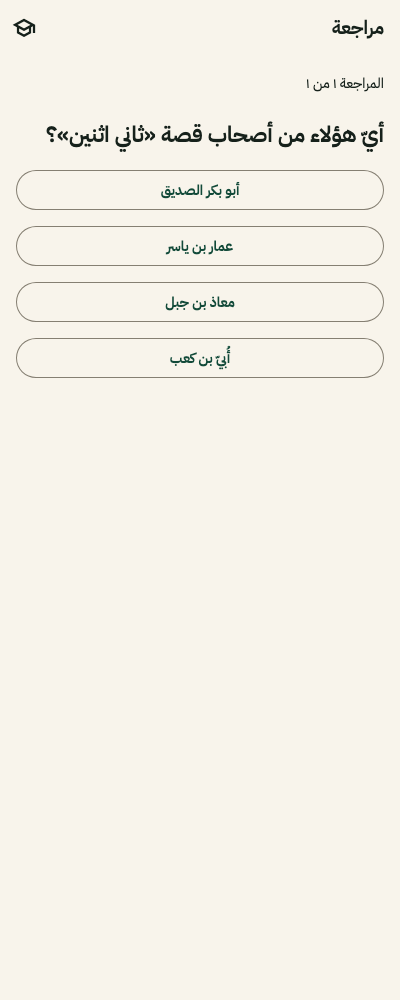 مراجعة
المراجعة ١ من ١
أيّ هؤلاء من أصحاب قصة «ثاني اثنين»؟
أبو بكر الصديق
عمار بن ياسر
معاذ بن جبل
أُبيّ بن كعب